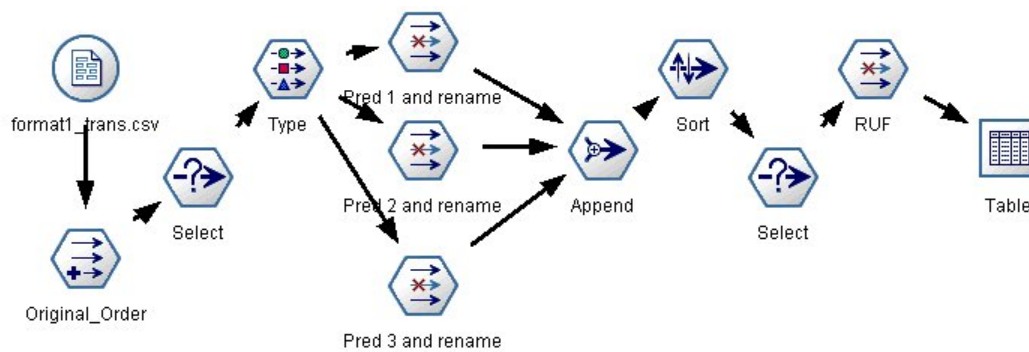 format1_trans.csv
Original_Order
Select
Type
Pred 1 and rename
Pred 2 and rename
Pred 3 and rename
Append
Sort
Select
RUF
Table